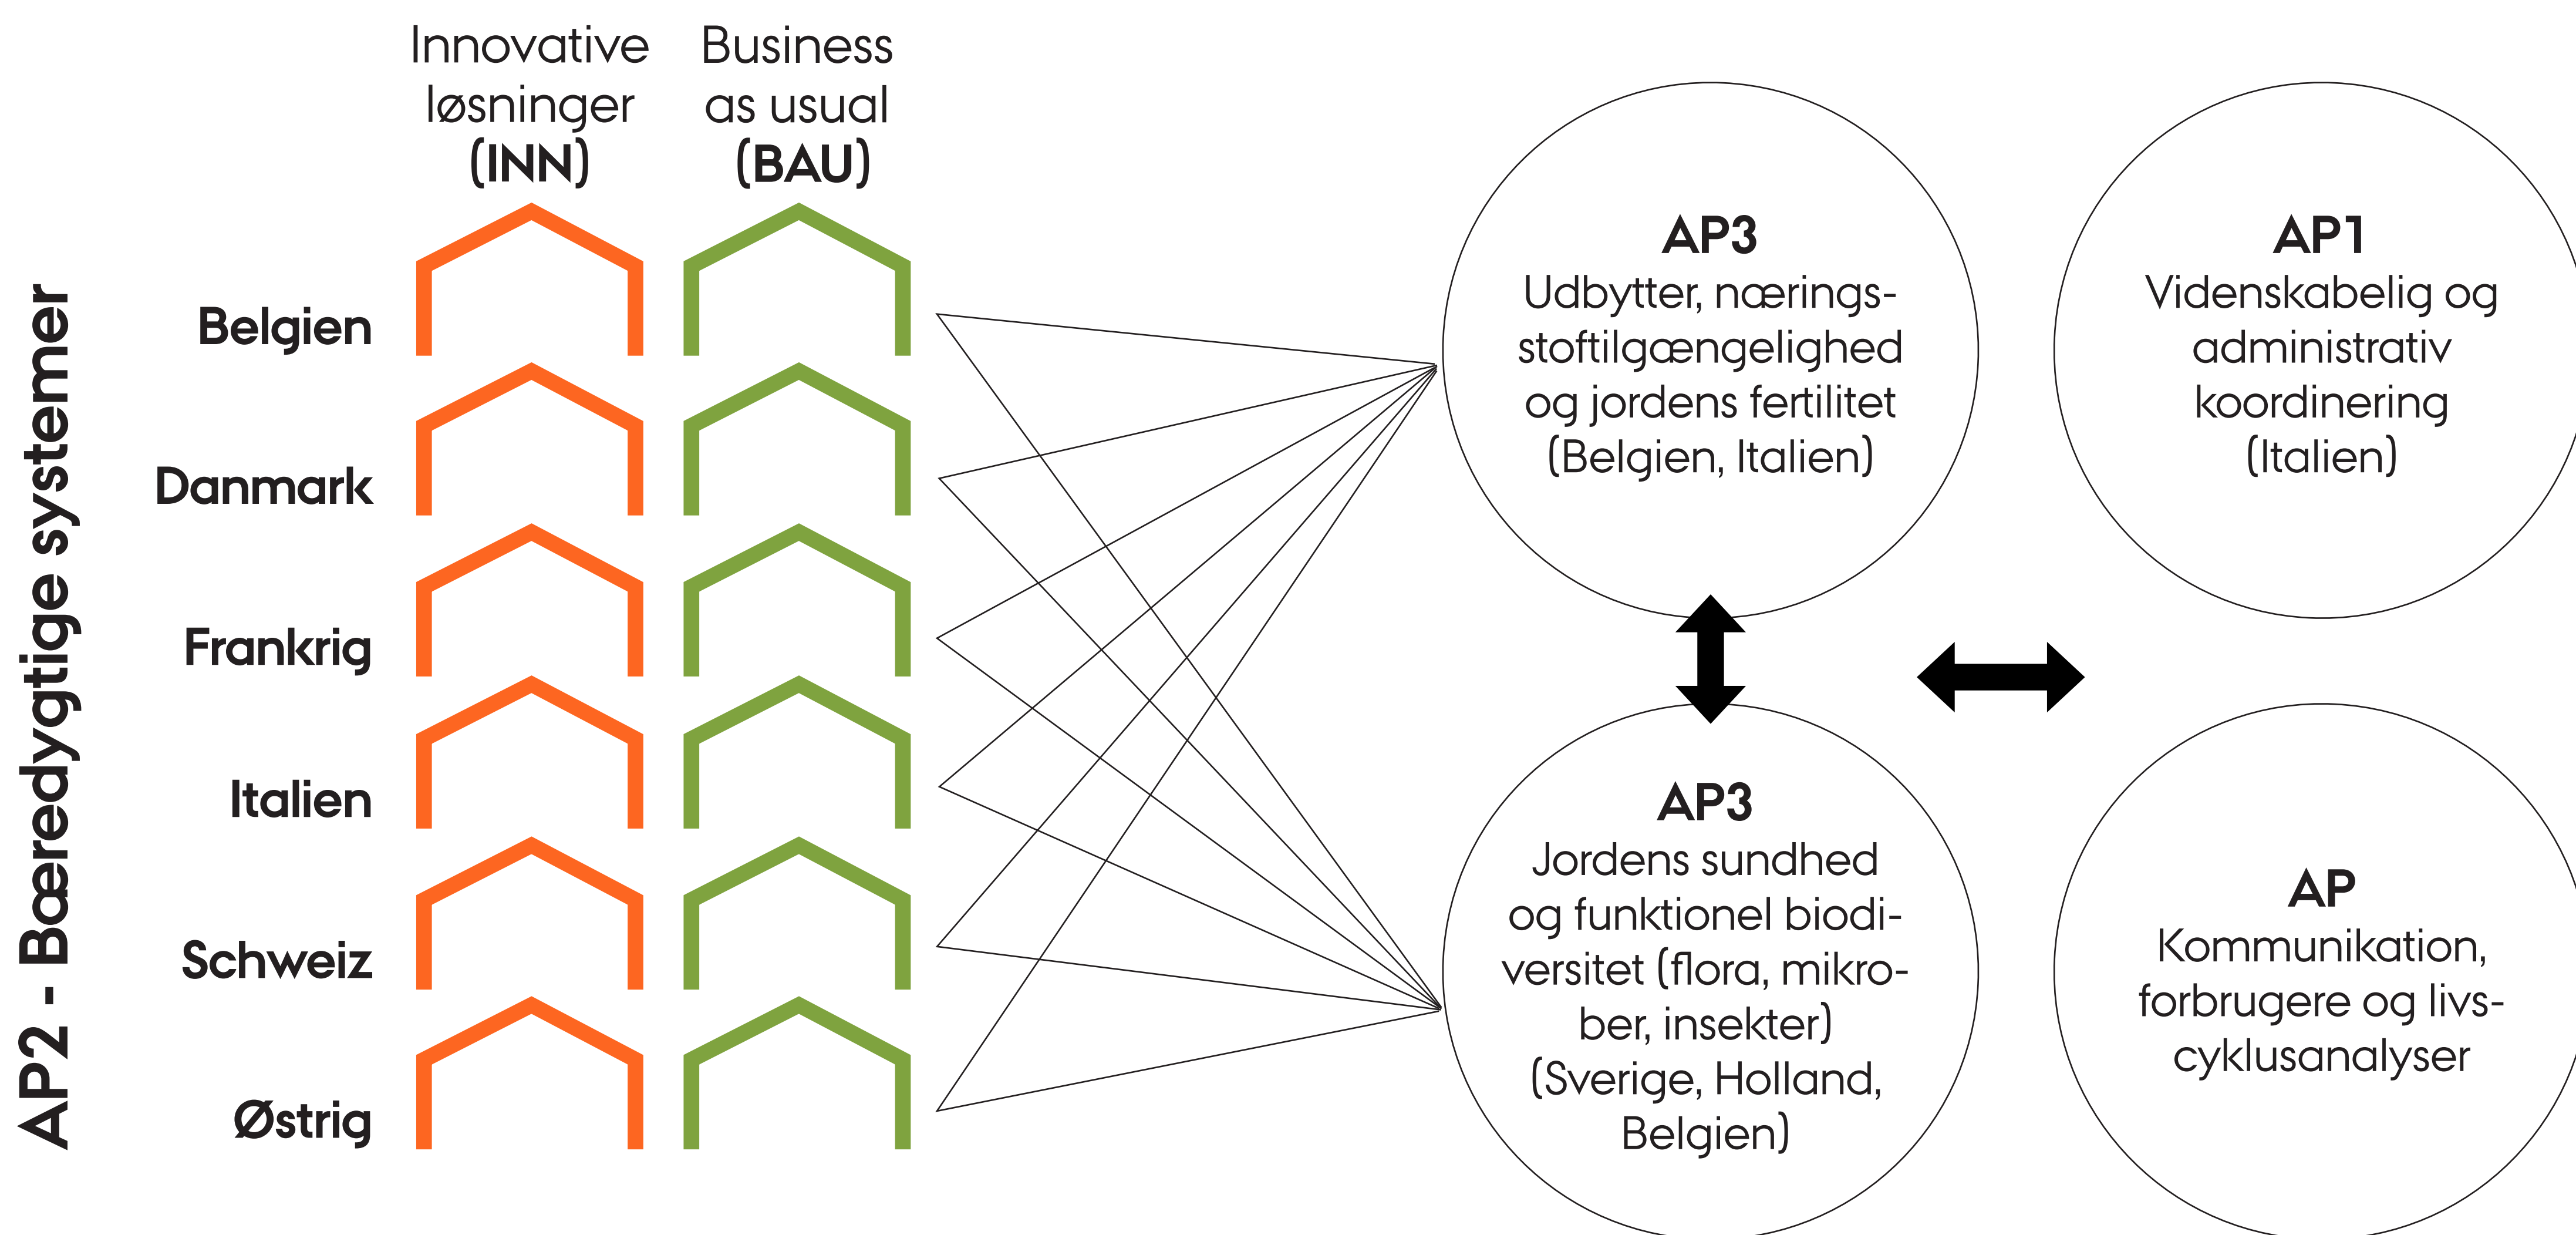 Innovative
løsninger
(INN)
Business
as usual
(BAU)
AP2 - Bæredygtige systemer
Belgien
Danmark
Frankrig
Italien
Schweiz
Østrig
AP3
Udbytter, nærings-
stoftilgængelighed
og jordens fertilitet
(Belgien, Italien)
AP1
Videnskabelig og
administrativ
koordinering
(Italien)
AP3
Jordens sundhed
og funktionel biodi-
versitet (flora, mikro-
ber, insekter)
(Sverige, Holland,
Belgien)
AP
Kommunikation,
forbrugere og livs-
cyklusanalyser